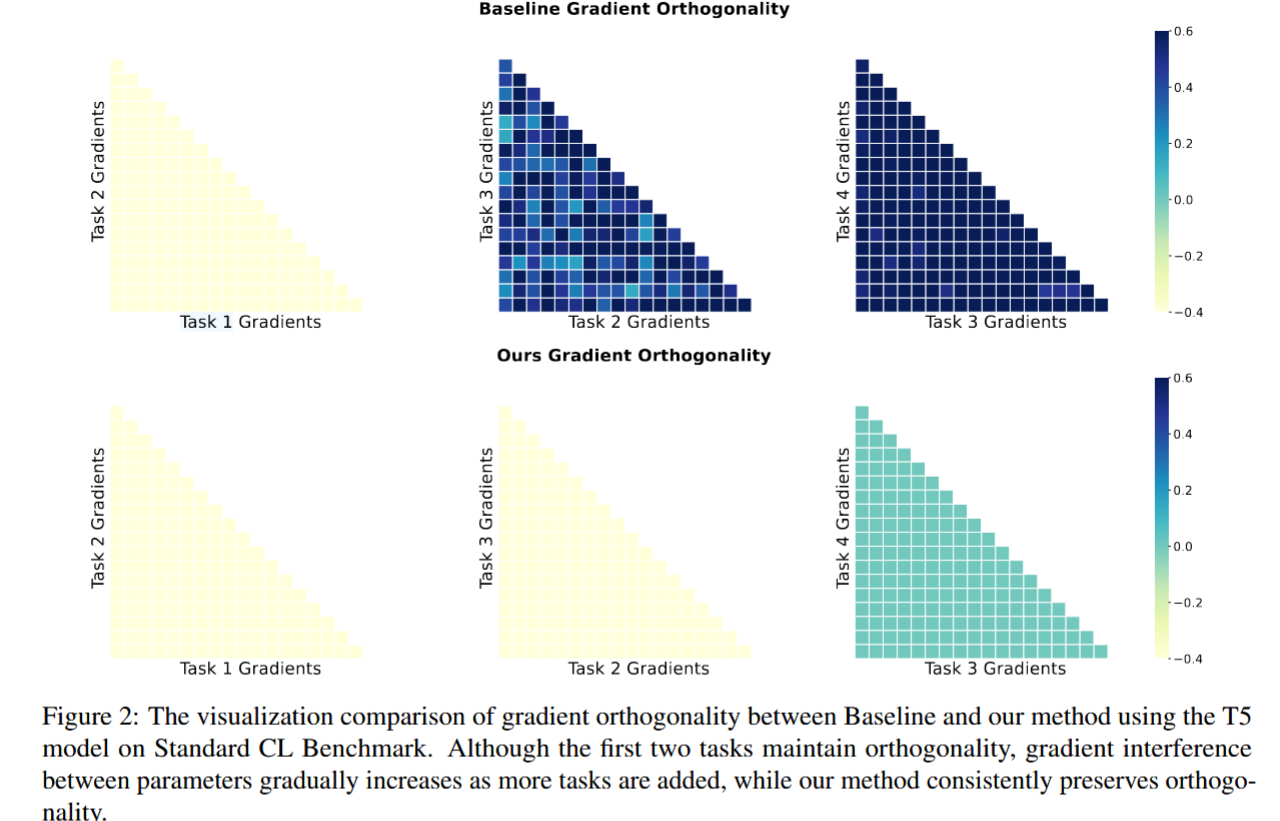 Baseline Gradient Orthogonality
Task 2 Gradients
Task 1 Gradients
Task 3 Gradients
Task 2 Gradients
Task 4 Gradients
Task 3 Gradients
0.6
0.4
0.2
0.0
−0.2
−0.4
Ours Gradient Orthogonality
Task 2 Gradients
Task 1 Gradients
Task 3 Gradients
Task 2 Gradients
Task 4 Gradients
Task 3 Gradients
0.6
0.4
0.2
0.0
−0.2
−0.4
Figure 2: The visualization comparison of gradient orthogonality between Baseline and our method using the T5
model on Standard CL Benchmark. Although the first two tasks maintain orthogonality, gradient interference
between parameters gradually increases as more tasks are added, while our method consistently preserves orthogo-
nality.